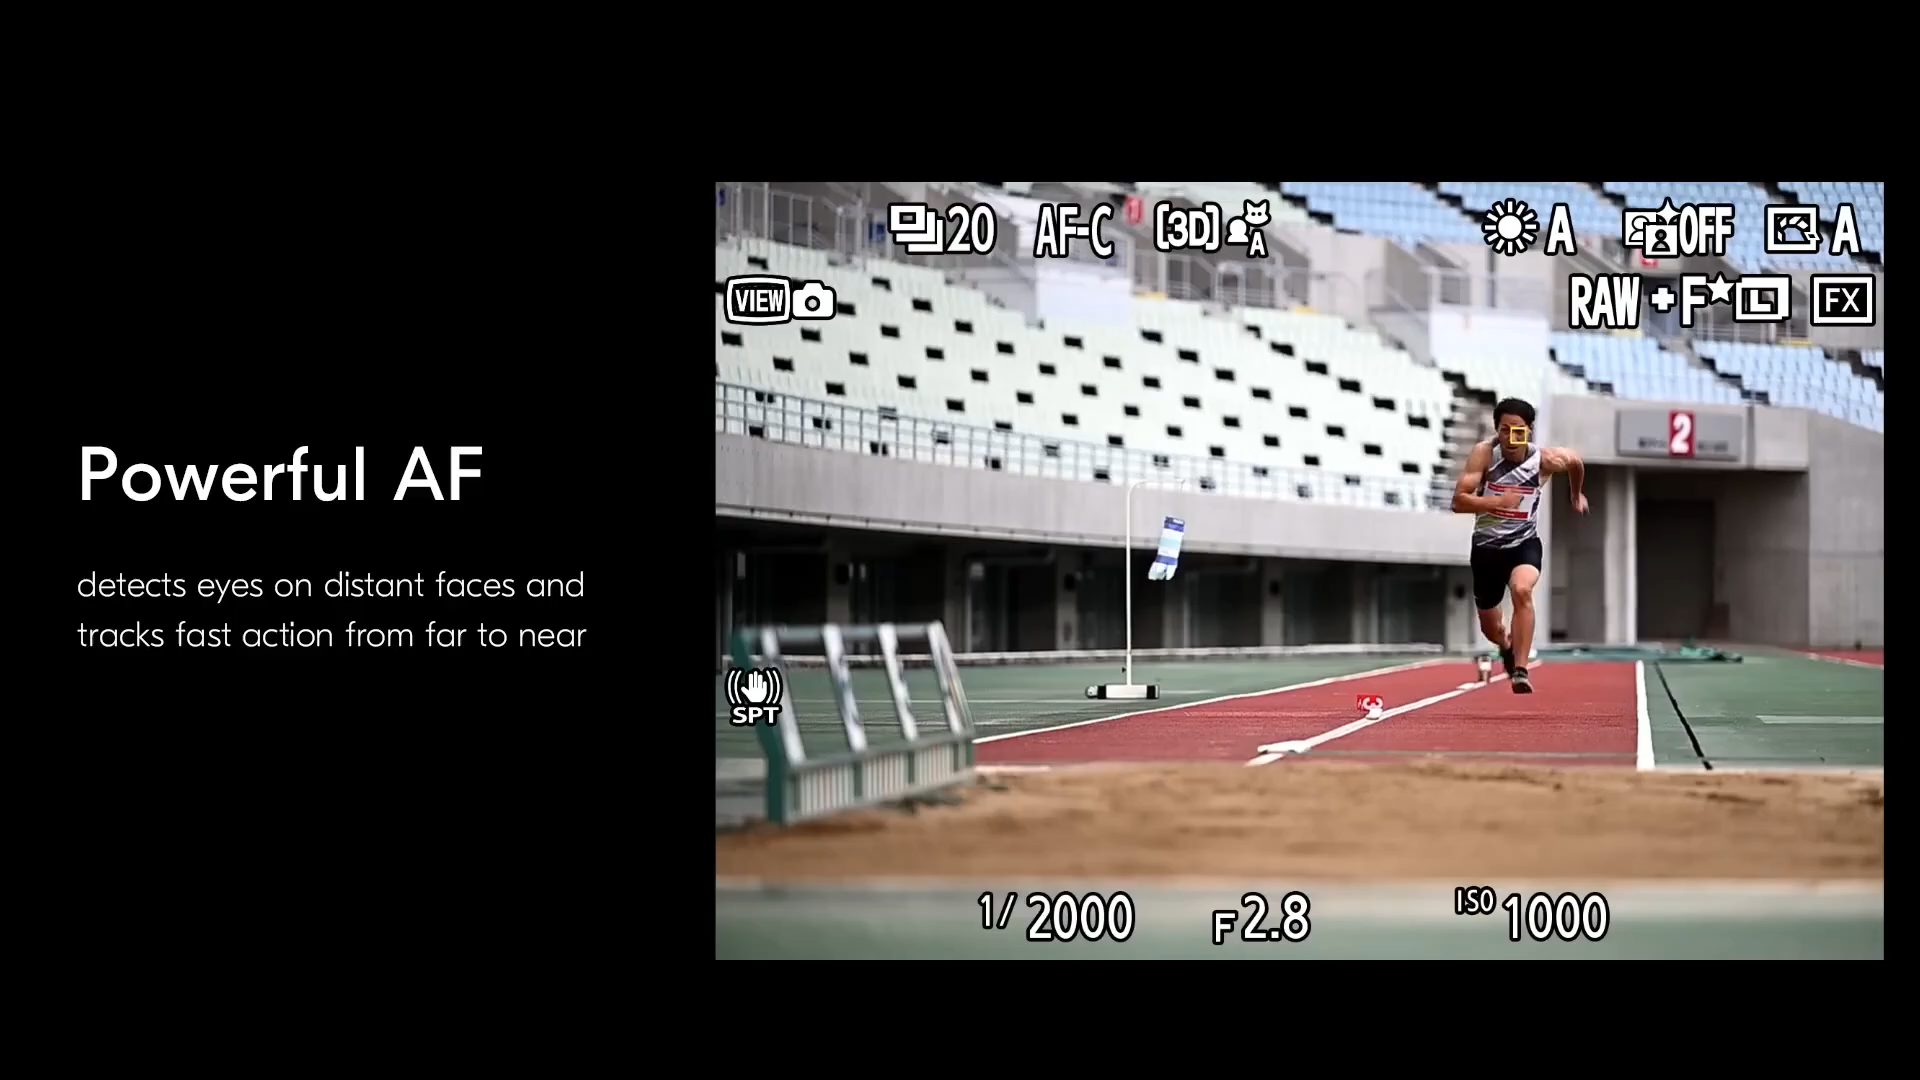 Powerful AF
detects eyes on distant faces and
tracks fast action from far to near
20 AF-C [3D] A A OFF A
VIEW RAW + F★ L FX
2
SPT
1/2000 F2.8 ISO 1000